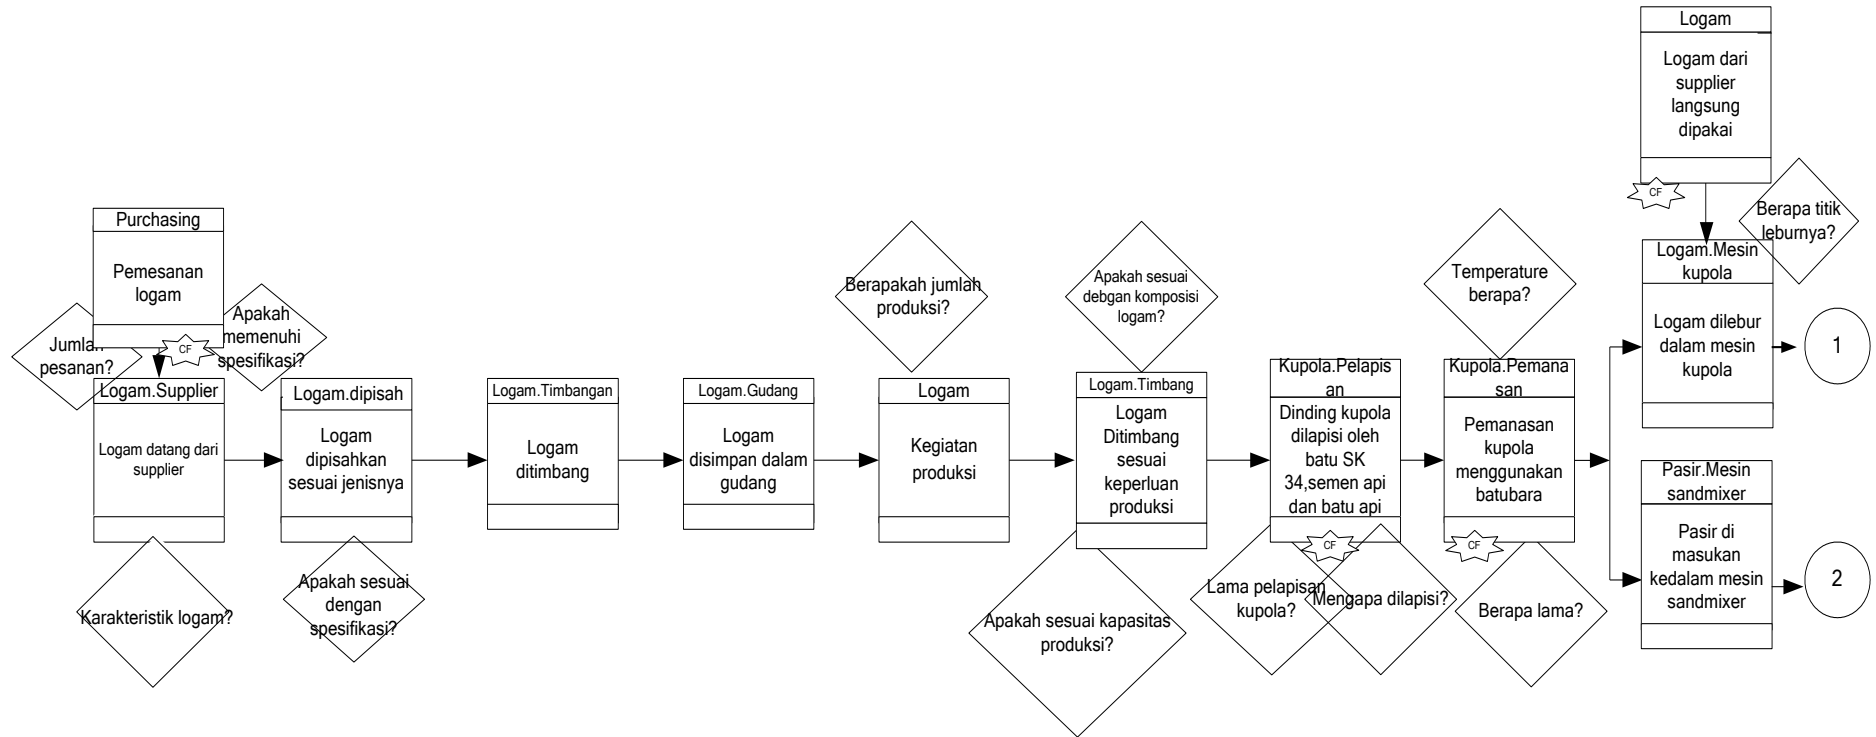 Logam
Logam dari
supplier
langsung
dipakai
CF
Berapa titik
leburnya?
Purchasing
Pemesanan
logam
Jumlah
pesanan?
CF
Apakah
memenuhi
spesifikasi?
Logam.Supplier
Logam datang dari
supplier
Karakteristik logam?
Logam.dipisah
Logam
dipisahkan
sesuai jenisnya
Apakah sesuai
dengan
spesifikasi?
Logam.Timbangan
Logam
ditimbang
Logam.Gudang
Logam
disimpan dalam
gudang
Berapakah jumlah
produksi?
Logam
Kegiatan
produksi
Apakah sesuai
debgan komposisi
logam?
Logam.Timbang
Logam
Ditimbang
sesuai
keperluan
produksi
Apakah sesuai kapasitas
produksi?
Kupola.Pelapis
an
Dinding kupola
dilapisi oleh
batu SK
34,semen api
dan batu api
CF
Lama pelapisan
kupola?
Mengapa dilapisi?
Temperature
berapa?
Kupola.Pemana
san
Pemanasan
kupola
menggunakan
batubara
CF
Berapa lama?
Logam.Mesin
kupola
Logam dilebur
dalam mesin
kupola
1
Pasir.Mesin
sandmixer
Pasir di
masukan
kedalam mesin
sandmixer
2